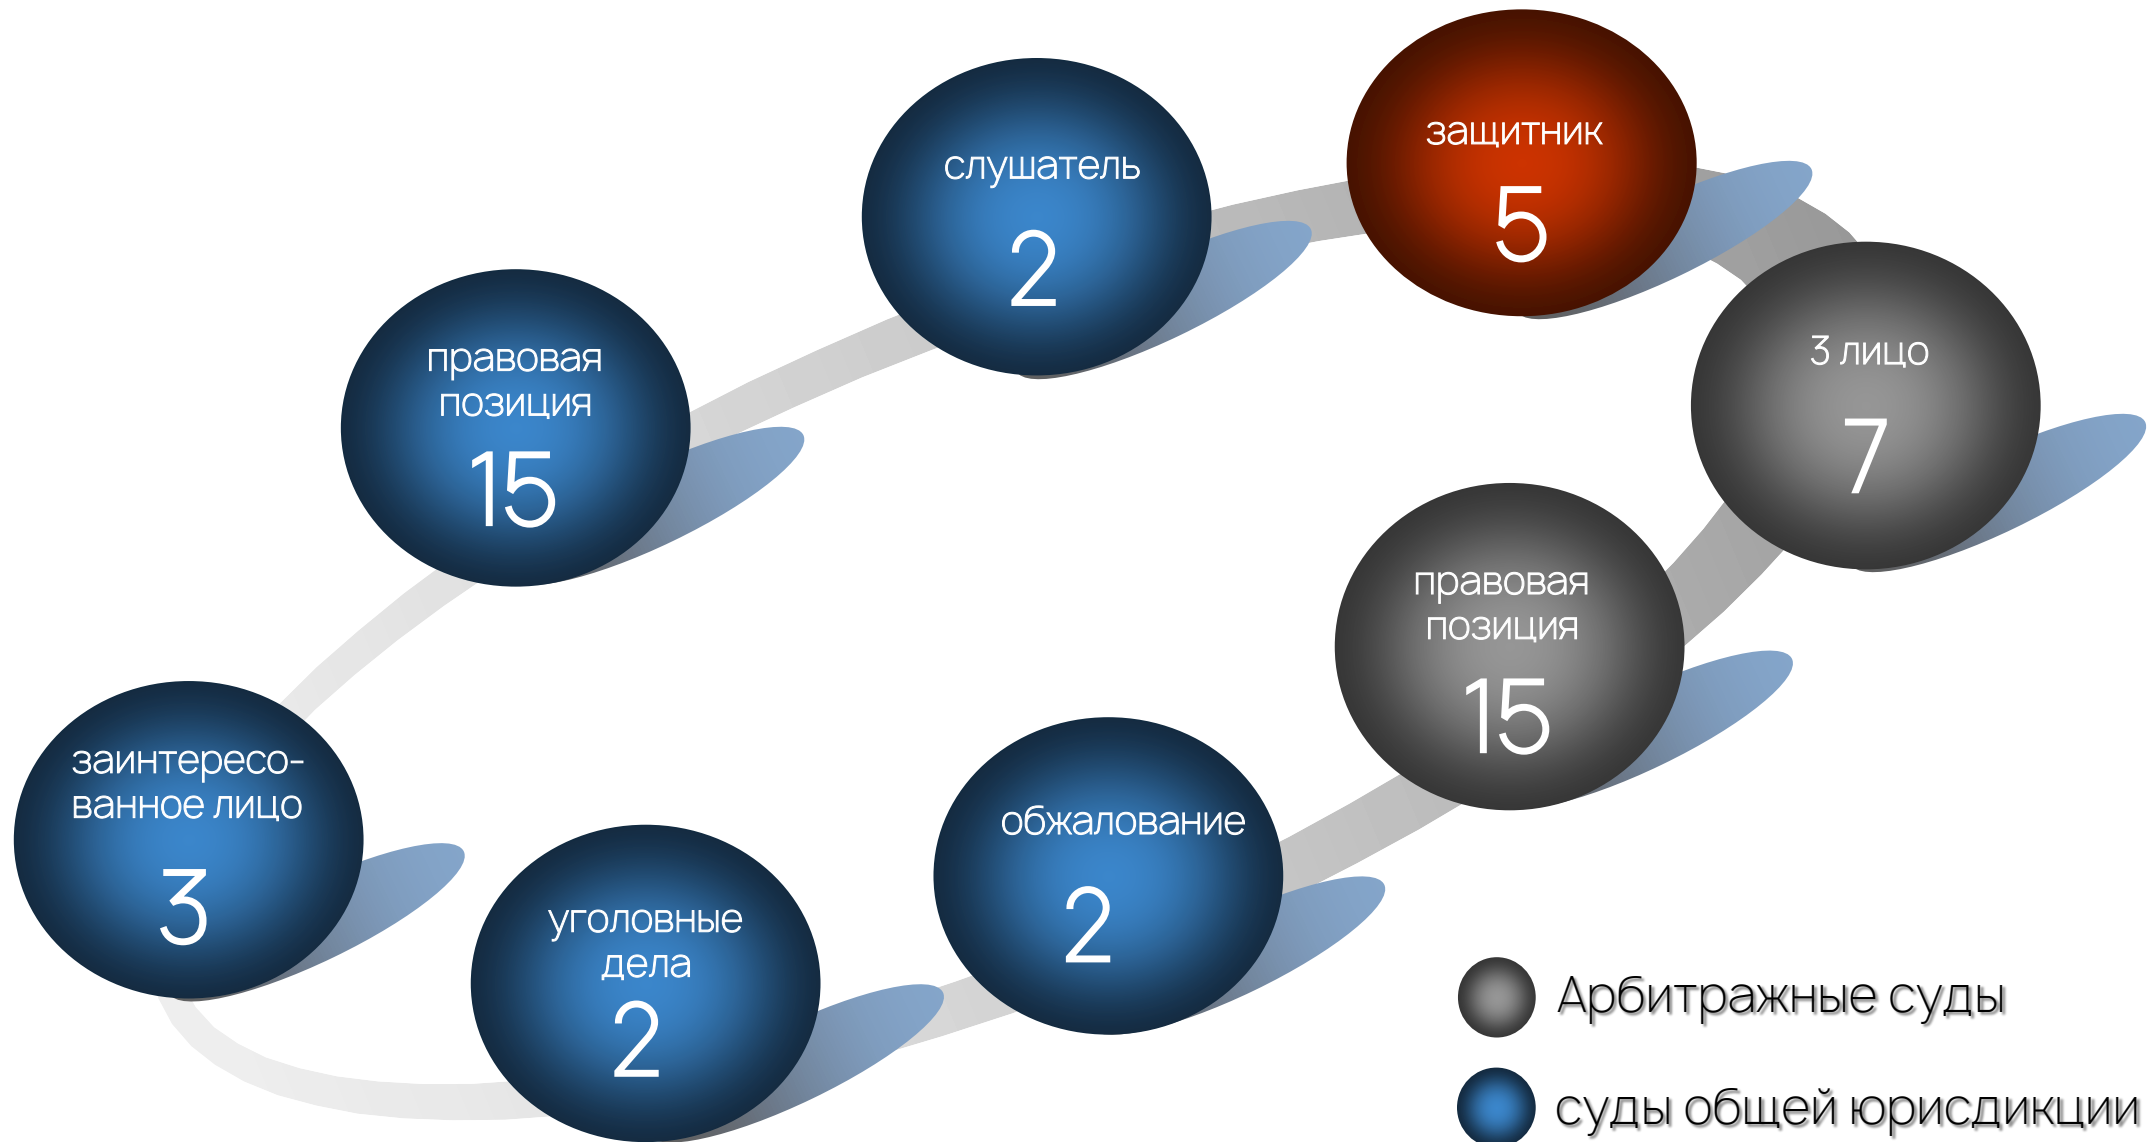 защитник
5
слушатель
2
3 лицо
7
правовая
позиция
15
правовая
позиция
15
заинтересо-
ванное лицо
3
обжалование
2
уголовные
дела
2
Арбитражные суды
суды общей юрисдикции